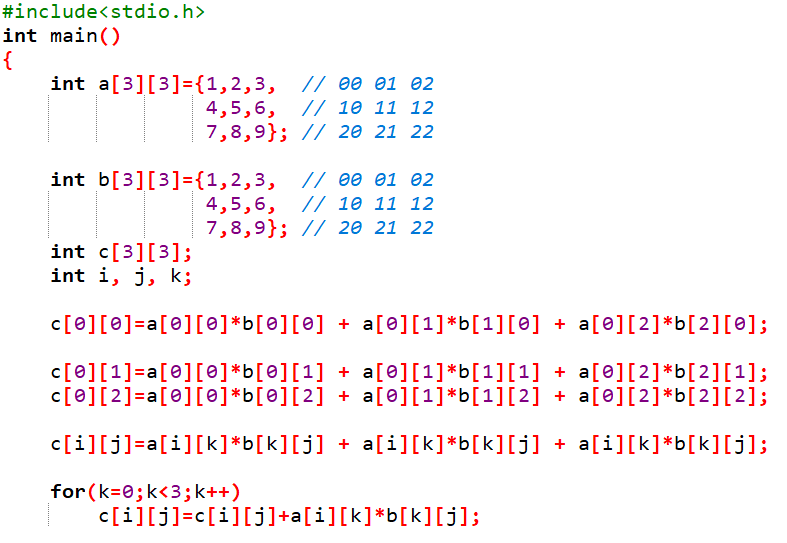 #include<stdio.h>
int main()
{
    int a[3][3]={1,2,3,  // 00 01 02
                 4,5,6,  // 10 11 12
                 7,8,9}; // 20 21 22

    int b[3][3]={1,2,3,  // 00 01 02
                 4,5,6,  // 10 11 12
                 7,8,9}; // 20 21 22
    int c[3][3];
    int i, j, k;

    c[0][0]=a[0][0]*b[0][0] + a[0][1]*b[1][0] + a[0][2]*b[2][0];

    c[0][1]=a[0][0]*b[0][1] + a[0][1]*b[1][1] + a[0][2]*b[2][1];
    c[0][2]=a[0][0]*b[0][2] + a[0][1]*b[1][2] + a[0][2]*b[2][2];

    c[i][j]=a[i][k]*b[k][j] + a[i][k]*b[k][j] + a[i][k]*b[k][j];

    for(k=0;k<3;k++)
        c[i][j]=c[i][j]+a[i][k]*b[k][j];